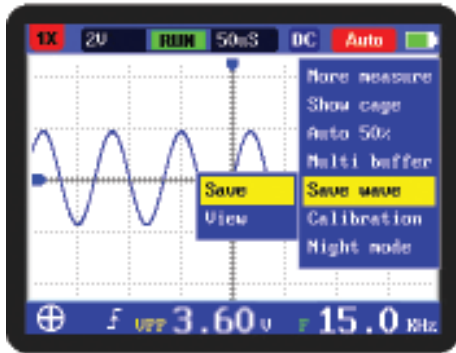 1X 2V RUN 50uS DC Auto
More measure
Show cage
Auto 50%
Multi buffer
Save wave
Calibration
Night mode
Save
View
VPP 3.60 v F 15.0 KHz